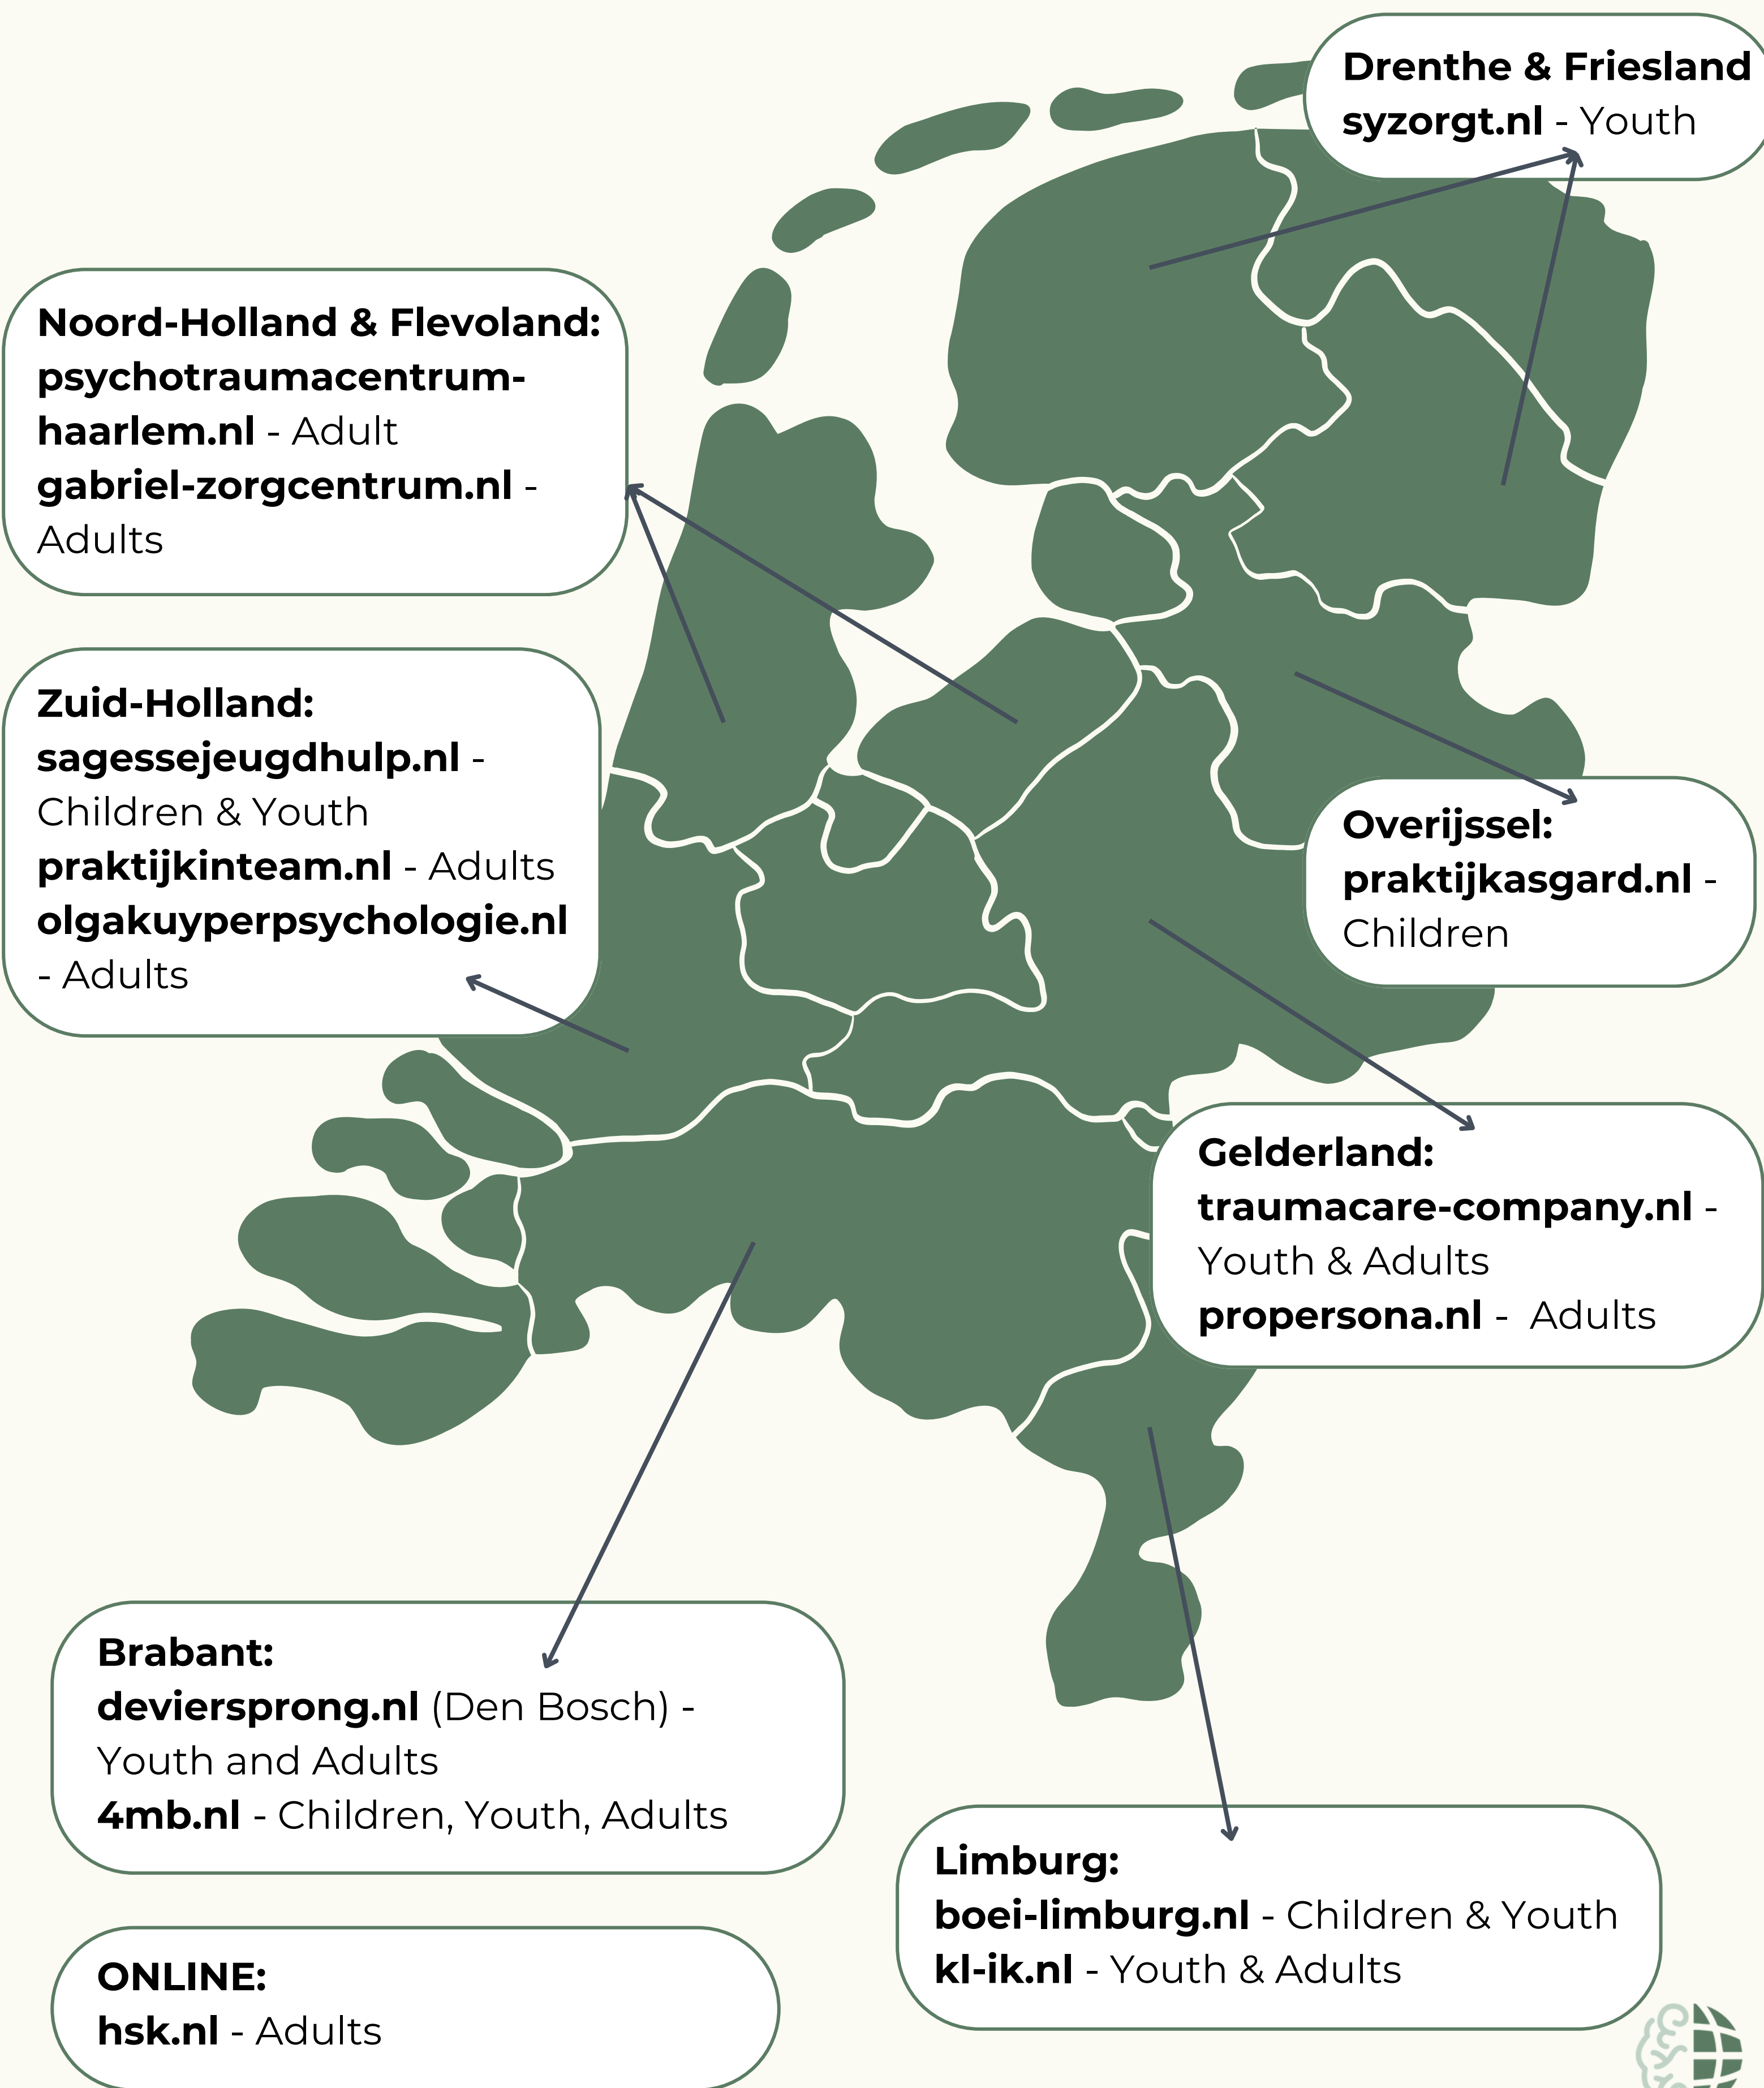 Drenthe & Friesland
syzorgt.nl - Youth
Noord-Holland & Flevoland:
psychotraumacentrum-
haarlem.nl - Adult
gabriel-zorgcentrum.nl -
Adults
Zuid-Holland:
sagessejeugdhulp.nl -
Children & Youth
praktijkinteam.nl - Adults
olgakuyperpsychologie.nl
- Adults
Overijssel:
praktijkasgard.nl -
Children
Gelderland:
traumacare-company.nl -
Youth & Adults
propersona.nl - Adults
Brabant:
deviersprong.nl (Den Bosch) -
Youth and Adults
4mb.nl - Children, Youth, Adults
Limburg:
boei-limburg.nl - Children & Youth
kl-ik.nl - Youth & Adults
ONLINE:
hsk.nl - Adults